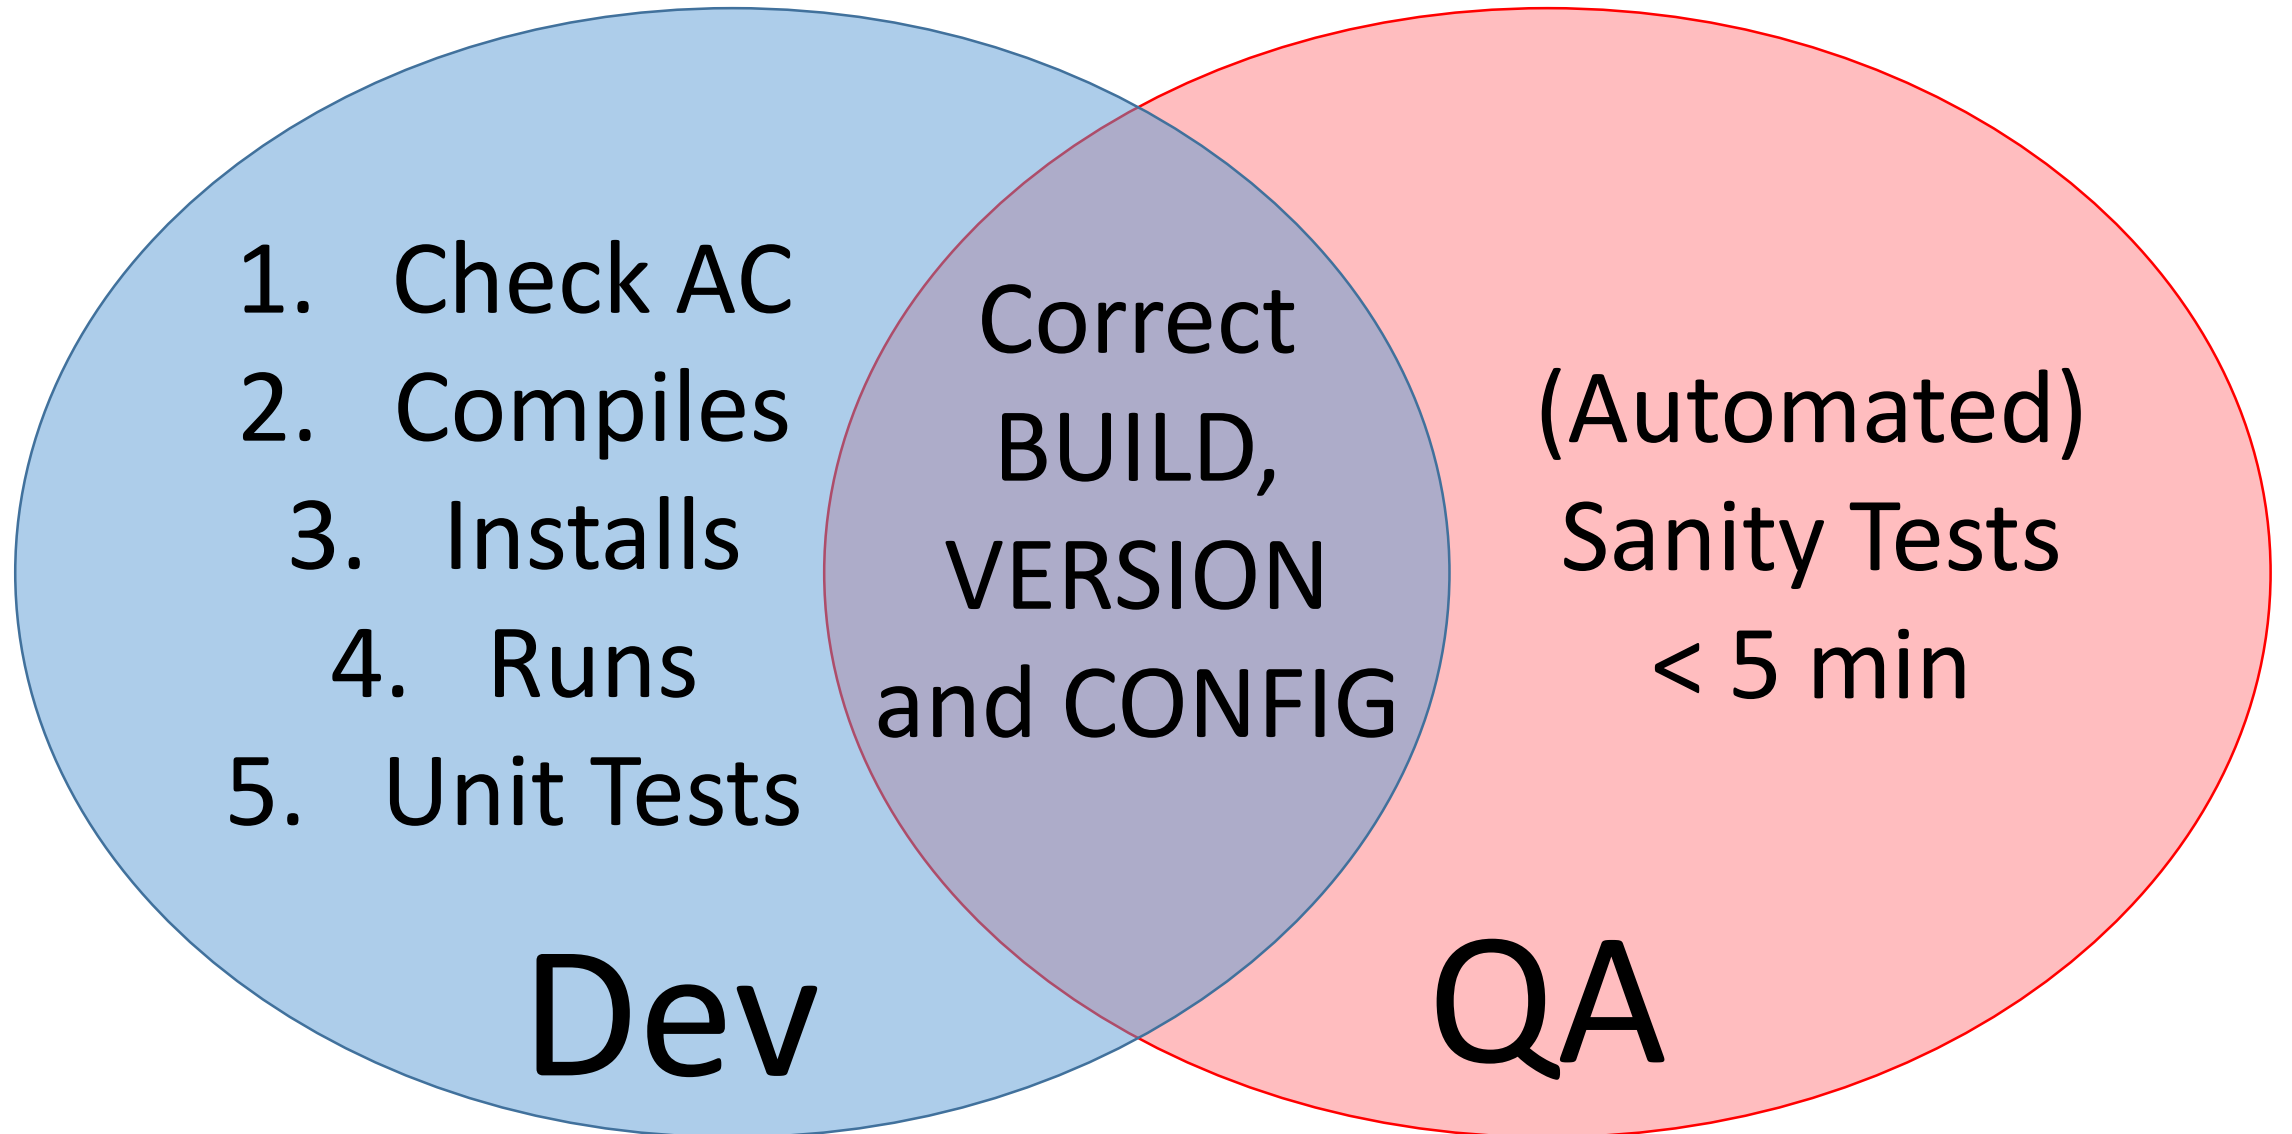 1. Check AC
2. Compiles
3. Installs
4. Runs
5. Unit Tests
Dev
Correct
BUILD,
VERSION
and CONFIG
(Automated)
Sanity Tests
< 5 min
QA